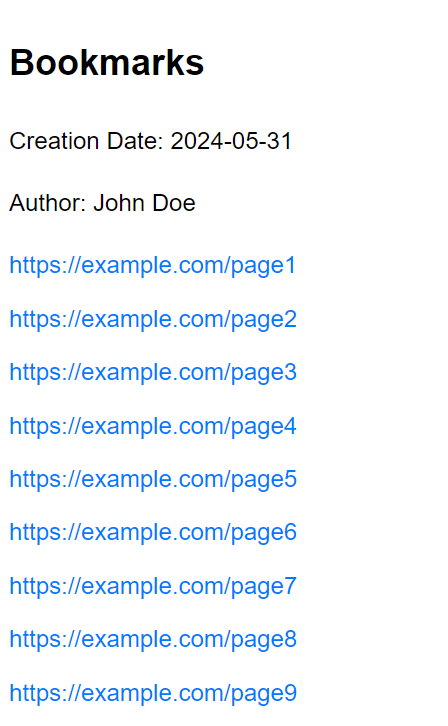 Bookmarks
Creation Date: 2024-05-31
Author: John Doe
https://example.com/page1
https://example.com/page2
https://example.com/page3
https://example.com/page4
https://example.com/page5
https://example.com/page6
https://example.com/page7
https://example.com/page8
https://example.com/page9